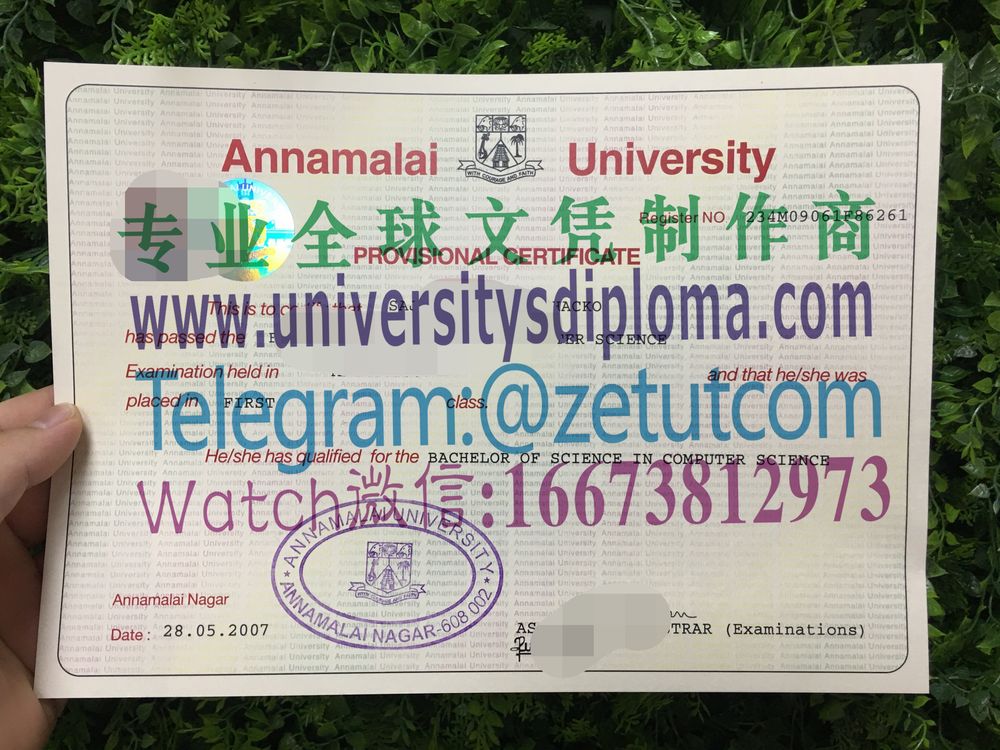 Annamalai University
WITH COURAGE AND FAITH
Register NO. 234M09061F86261
专业全球文凭制作商
PROVISIONAL CERTIFICATE
www.universitysdiploma.com
This is to
has passed the
SCIENCE
Examination held in and that he/she was
placed in FIRST class.
Telegram:@zetutcom
He/she has qualified for the BACHELOR OF SCIENCE IN COMPUTER SCIENCE
Watch微信:16673812973
ANNAMALAI UNIVERSITY
ANNAMALAI NAGAR-608 002
Annamalai Nagar
Date : 28.05.2007
(Examinations)